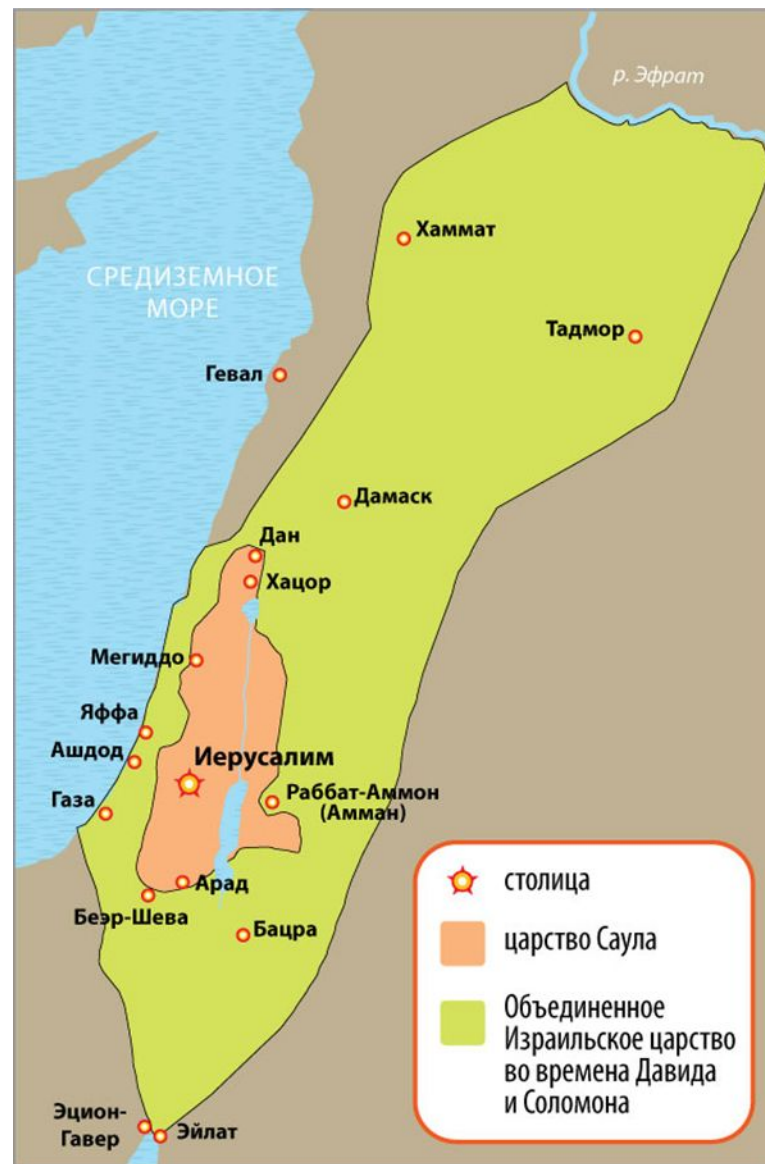 р. Эфрат
Хаммат
СРЕДИЗЕМНОЕ
МОРЕ
Тадмор
Гевал
Дамаск
Дан
Хацор
Мегиддо
Яффа
Ашдод
Иерусалим
Газа
Раббат-Аммон
(Амман)
Арад
Беэр-Шева
Бацра
Эцион-
Гавер
Эйлат
столица
царство Саула
Объединенное
Израильское царство
во времена Давида
и Соломона